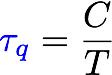 τ_q = C/T